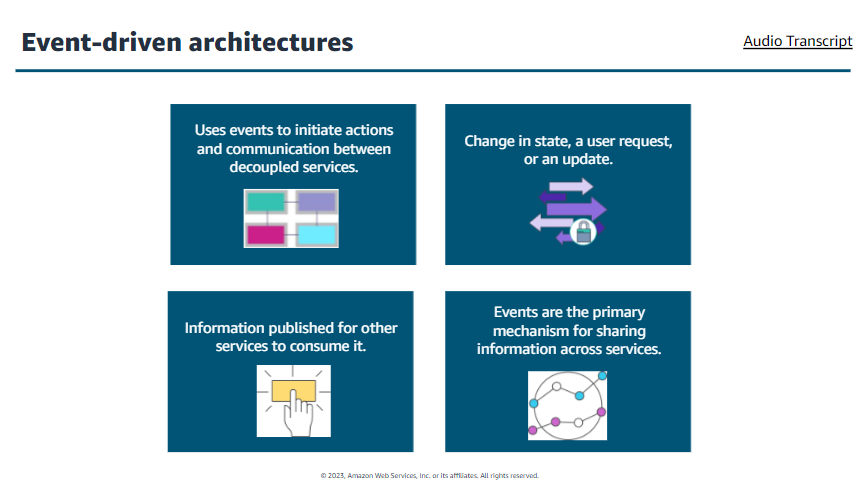 Event-driven architectures
Audio Transcript
Uses events to initiate actions
and communication between
decoupled services.
Change in state, a user request,
or an update.
Information published for other
services to consume it.
Events are the primary
mechanism for sharing
information across services.
© 2023, Amazon Web Services, Inc. or its affiliates. All rights reserved.